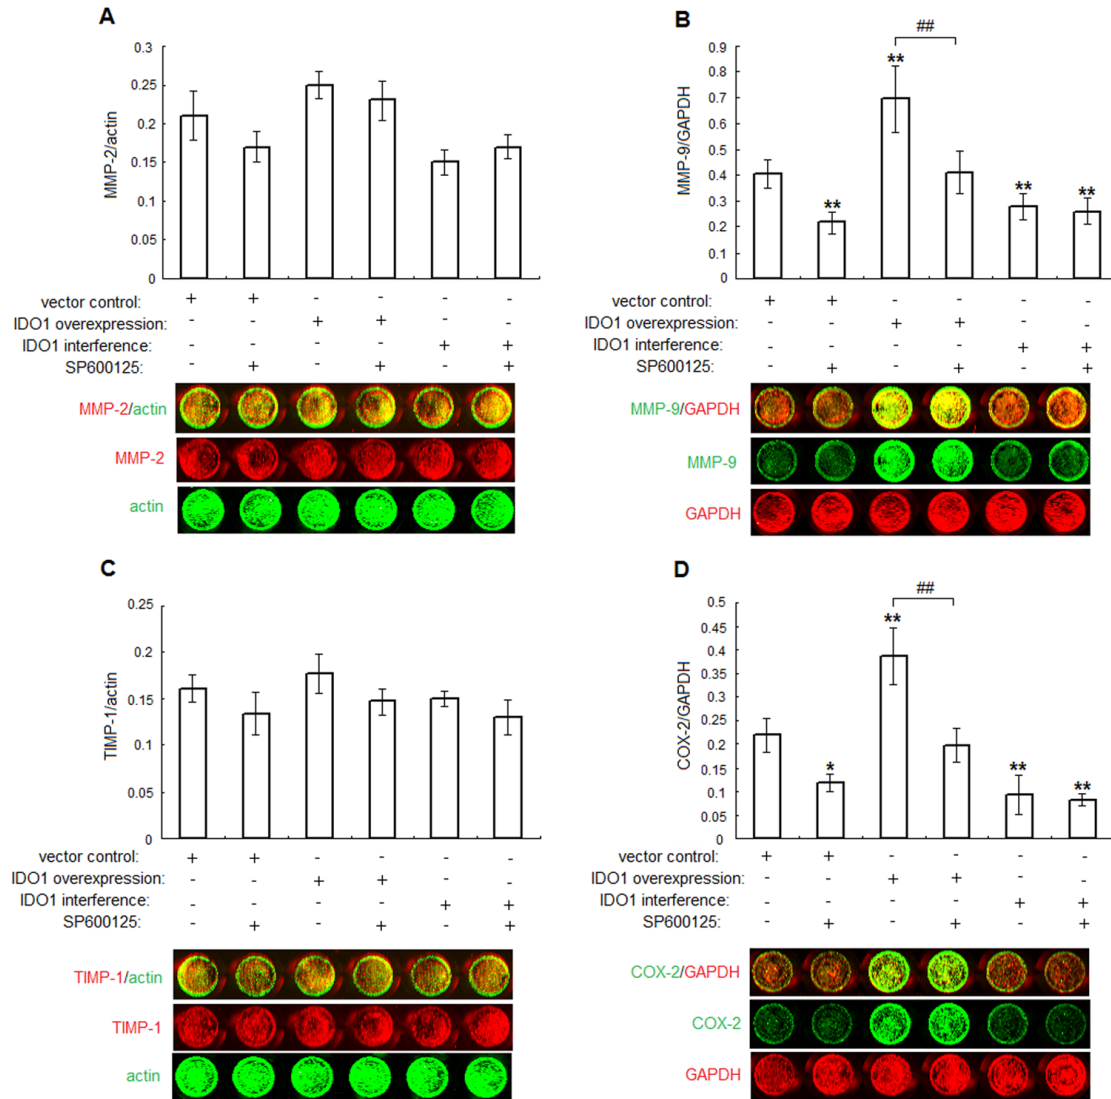 A
0.3
0.25
0.2
0.15
0.1
0.05
0
MMP-2/actin
vector control: + + - - - -
IDO1 overexpression: - - + + - -
IDO1 interference: - - - - + +
SP600125: - + - + - +
MMP-2/actin
MMP-2
actin
B
##
0.9
0.8
0.7
0.6
0.5
0.4
0.3
0.2
0.1
0
MMP-9/GAPDH
** ** ** **
vector control: + + - - - -
IDO1 overexpression: - - + + - -
IDO1 interference: - - - - + +
SP600125: - + - + - +
MMP-9/GAPDH
MMP-9
GAPDH
C
0.25
0.2
0.15
0.1
0.05
0
TIMP-1/actin
vector control: + + - - - -
IDO1 overexpression: - - + + - -
IDO1 interference: - - - - + +
SP600125: - + - + - +
TIMP-1/actin
TIMP-1
actin
D
##
0.5
0.45
0.4
0.35
0.3
0.25
0.2
0.15
0.1
0.05
0
COX-2/GAPDH
* ** ** **
vector control: + + - - - -
IDO1 overexpression: - - + + - -
IDO1 interference: - - - - + +
SP600125: - + - + - +
COX-2/GAPDH
COX-2
GAPDH